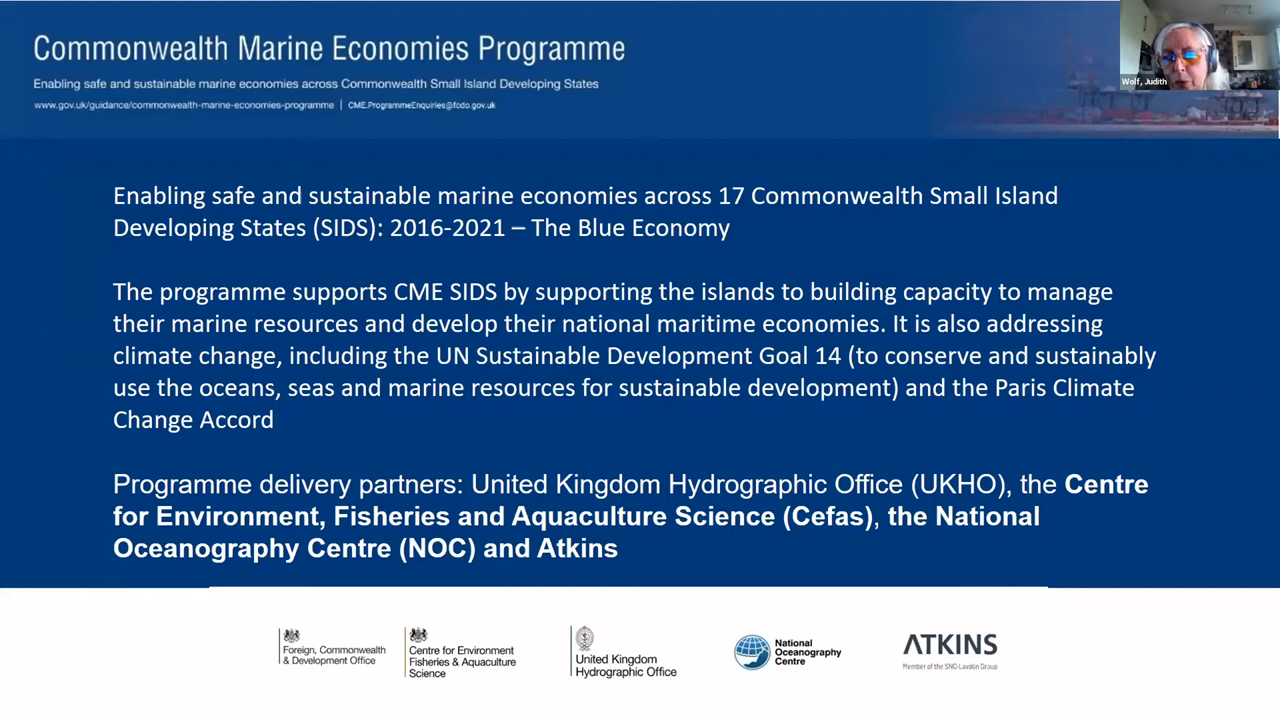 Commonwealth Marine Economies Programme
Enabling safe and sustainable marine economies across Commonwealth Small Island Developing States
www.gov.uk/guidance/commonwealth-marine-economies-programme | CME.ProgrammeEnquiries@fcdo.gov.uk
Wolf, Judith
Enabling safe and sustainable marine economies across 17 Commonwealth Small Island
Developing States (SIDS): 2016-2021 – The Blue Economy
The programme supports CME SIDS by supporting the islands to building capacity to manage
their marine resources and develop their national maritime economies. It is also addressing
climate change, including the UN Sustainable Development Goal 14 (to conserve and sustainably
use the oceans, seas and marine resources for sustainable development) and the Paris Climate
Change Accord
Programme delivery partners: United Kingdom Hydrographic Office (UKHO), the Centre
for Environment, Fisheries and Aquaculture Science (Cefas), the National
Oceanography Centre (NOC) and Atkins
Foreign, Commonwealth
& Development Office
Centre for Environment
Fisheries & Aquaculture
Science
United Kingdom
Hydrographic Office
National
Oceanography
Centre
ATKINS
Member of the SNC-Lavalin Group